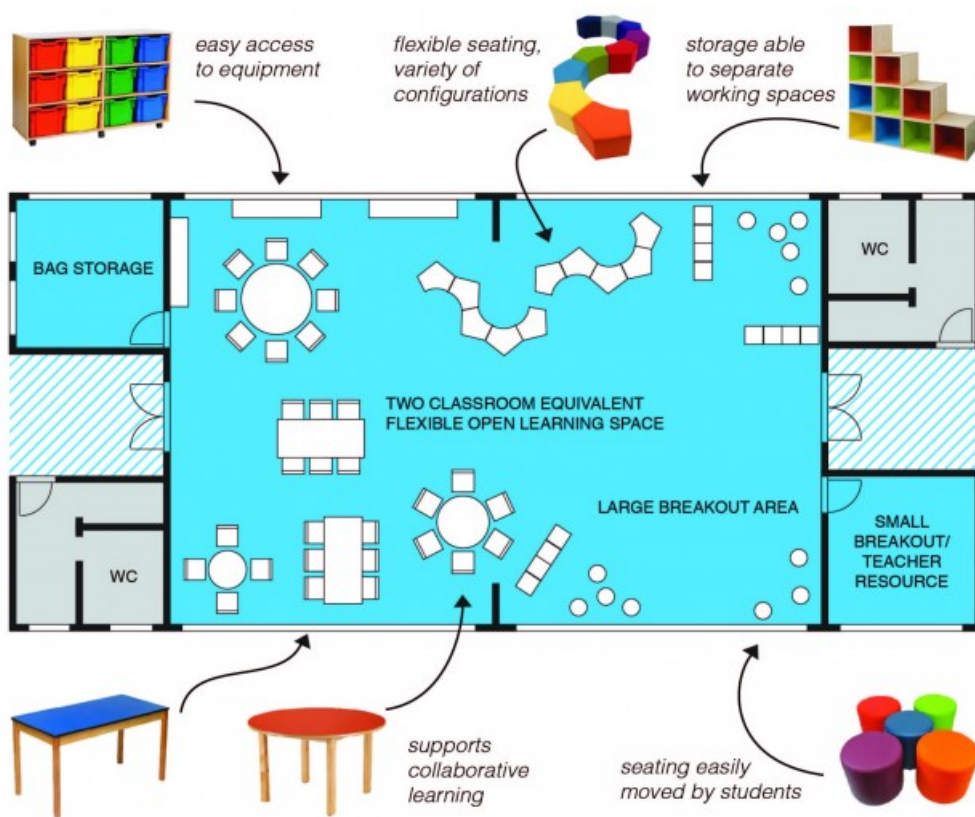 easy access
to equipment
flexible seating,
variety of
configurations
storage able
to separate
working spaces
BAG STORAGE
WC
TWO CLASSROOM EQUIVALENT
FLEXIBLE OPEN LEARNING SPACE
LARGE BREAKOUT AREA
SMALL
BREAKOUT/
TEACHER
RESOURCE
WC
supports
collaborative
learning
seating easily
moved by students